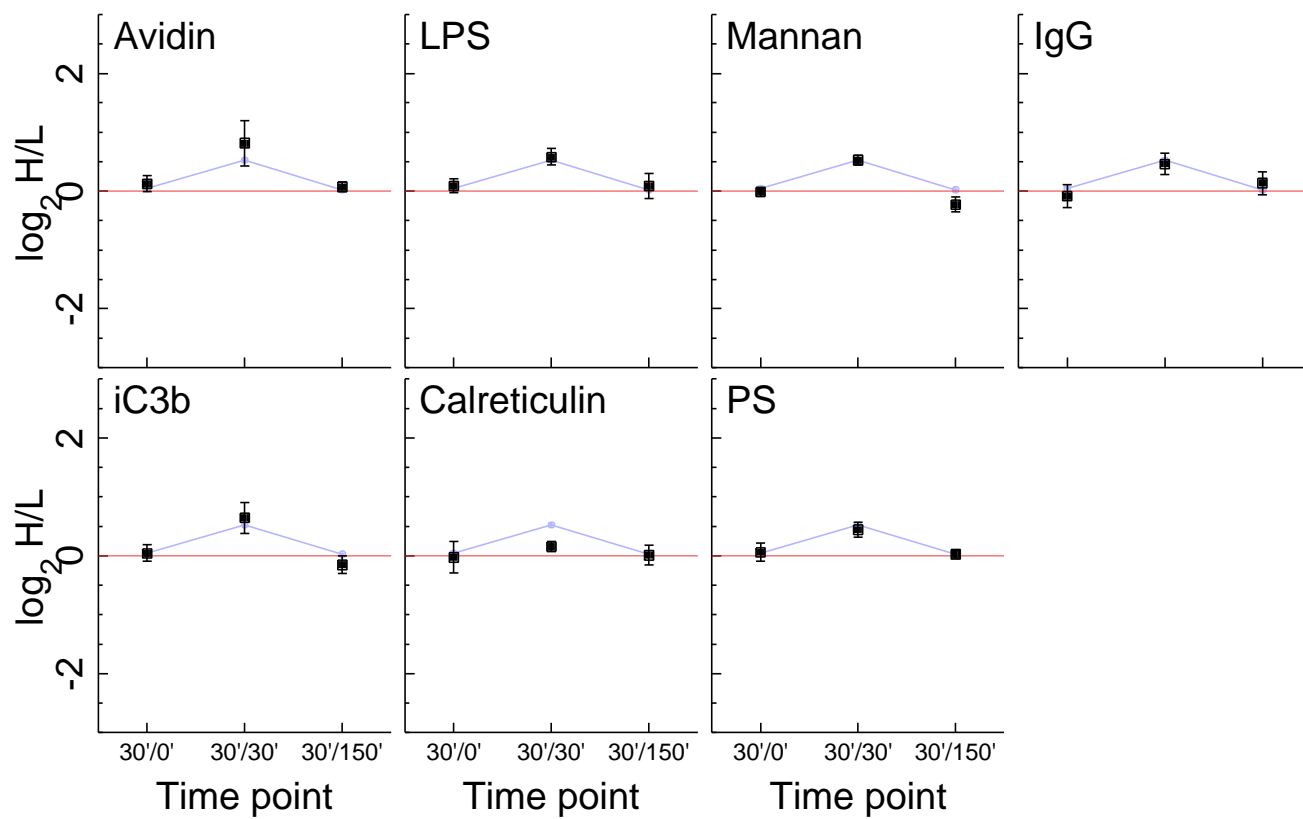 Avidin LPS Mannan IgG
log2 H/L
2
0
-2
iC3b Calreticulin PS
log2 H/L
2
0
-2
30'/0' 30'/30' 30'/150' 30'/0' 30'/30' 30'/150' 30'/0' 30'/30' 30'/150'
Time point Time point Time point